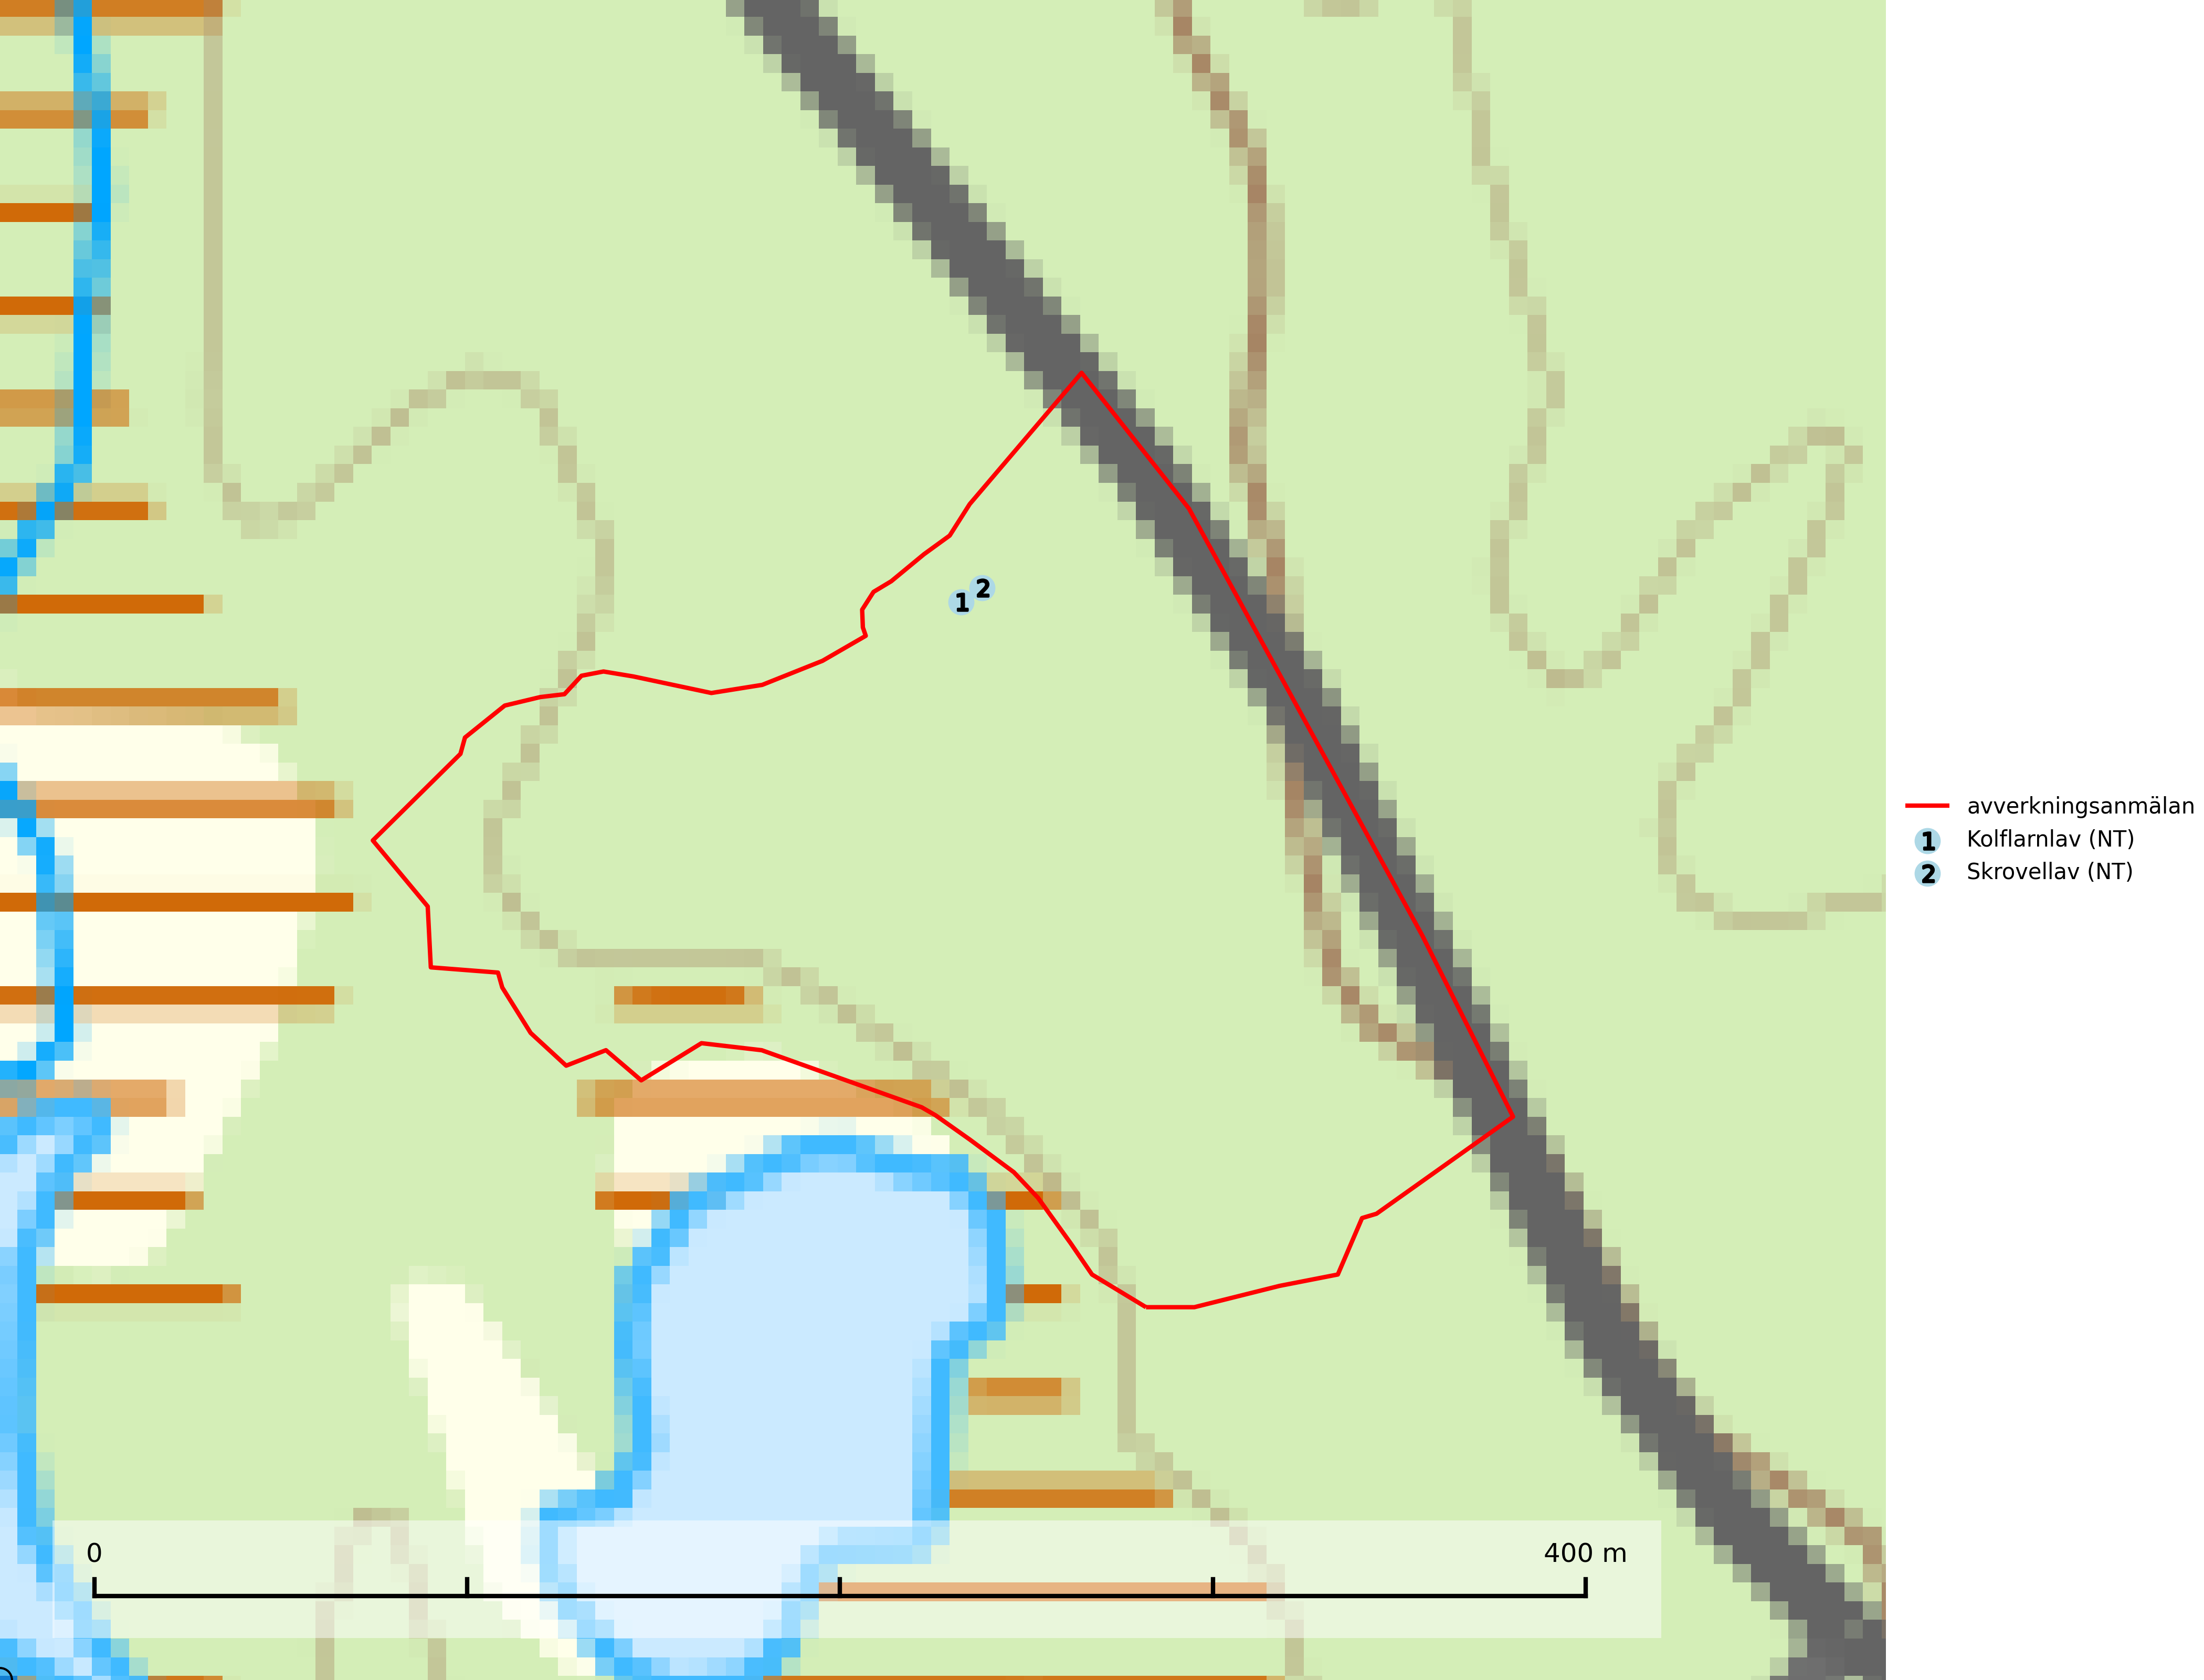 1 2
avverkningsanmälan
1 Kolflarnlav (NT)
2 Skrovellav (NT)
0 400 m